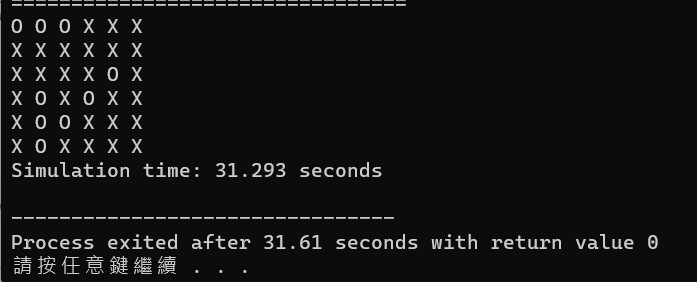 =================================
O O O X X X
X X X X X X
X X X X O X
X O X O X X
X O O X X X
X O X X X X
Simulation time: 31.293 seconds
--------------------------------
Process exited after 31.61 seconds with return value 0
請按任意鍵繼續 . . .